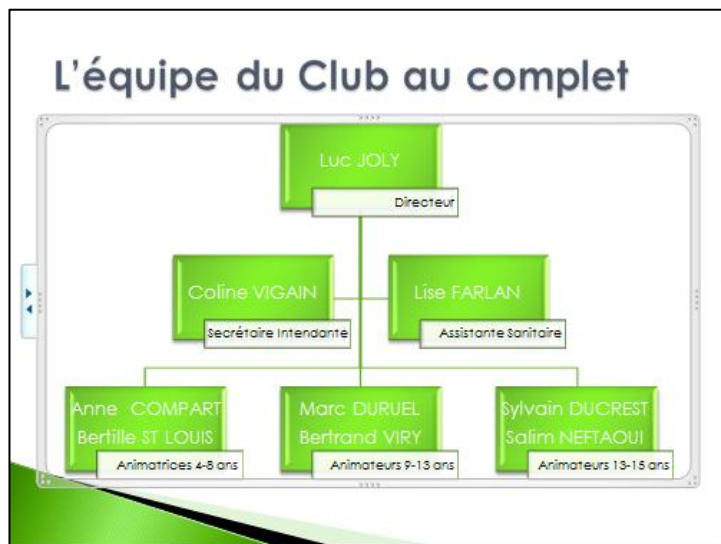 L'équipe du Club au complet
Luc JOLY
Directeur
Coline VIGAIN
Secrétaire Intendante
Lise FARLAN
Assistante Sanitaire
Anne COMPART
Bertille ST LOUIS
Animatrices 4-8 ans
Marc DURUEL
Bertrand VIRY
Animateurs 9-13 ans
Sylvain DUCREST
Salim NEFTAOUI
Animateurs 13-15 ans